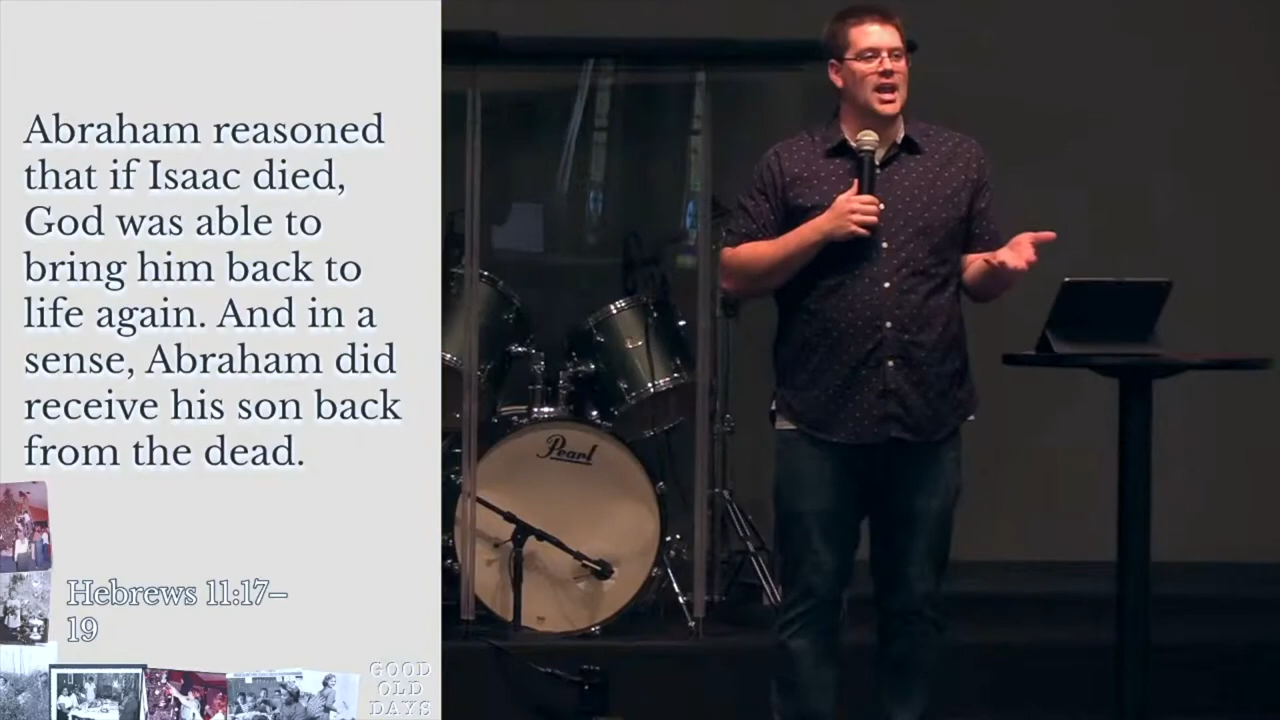 Abraham reasoned
that if Isaac died,
God was able to
bring him back to
life again. And in a
sense, Abraham did
receive his son back
from the dead.
Hebrews 11:17–
19
GOOD
OLD
DAYS
Pearl